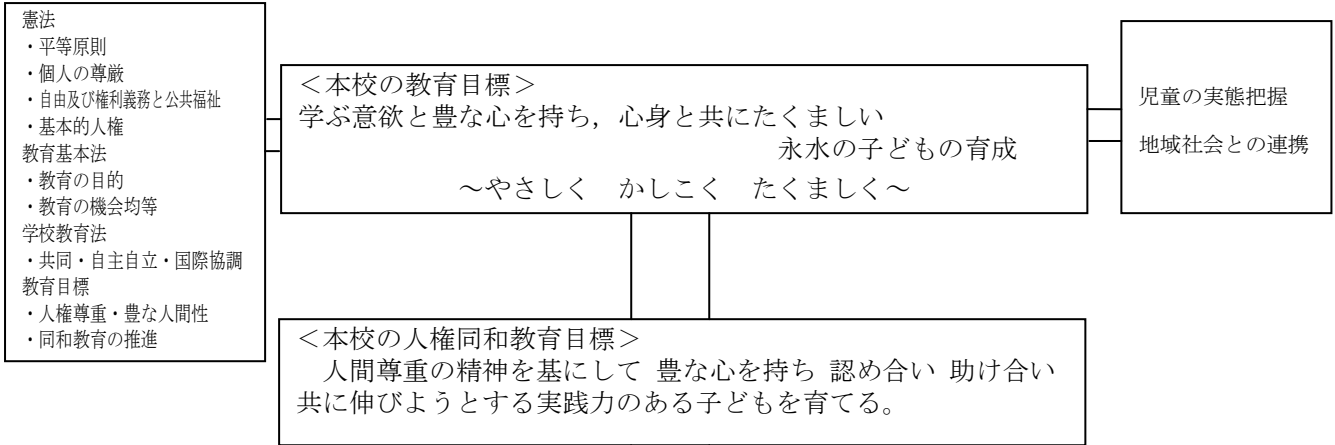 憲法
・平等原則
・個人の尊厳
・自由及び権利義務と公共福祉
・基本的人権
教育基本法
・教育の目的
・教育の機会均等
学校教育法
・共同・自主自立・国際協調
教育目標
・人権尊重・豊な人間性
・同和教育の推進
＜本校の教育目標＞
学ぶ意欲と豊な心を持ち，心身と共にたくましい
永水の子どもの育成
～やさしく　かしこく　たくましく～
児童の実態把握
地域社会との連携
＜本校の人権同和教育目標＞
人間尊重の精神を基にして 豊な心を持ち 認め合い 助け合い
共に伸びようとする実践力のある子どもを育てる。